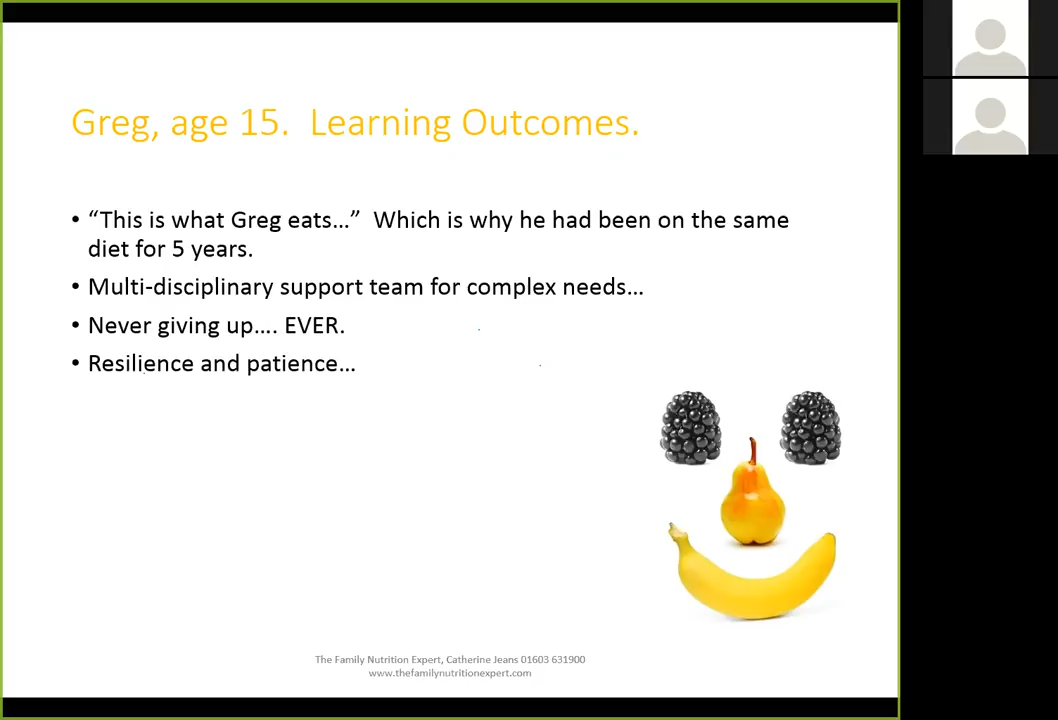 Greg, age 15.  Learning Outcomes.
• “This is what Greg eats…”  Which is why he had been on the same
diet for 5 years.
• Multi-disciplinary support team for complex needs…
• Never giving up…. EVER.
• Resilience and patience…
The Family Nutrition Expert, Catherine Jeans 01603 631900
www.thefamilynutritionexpert.com